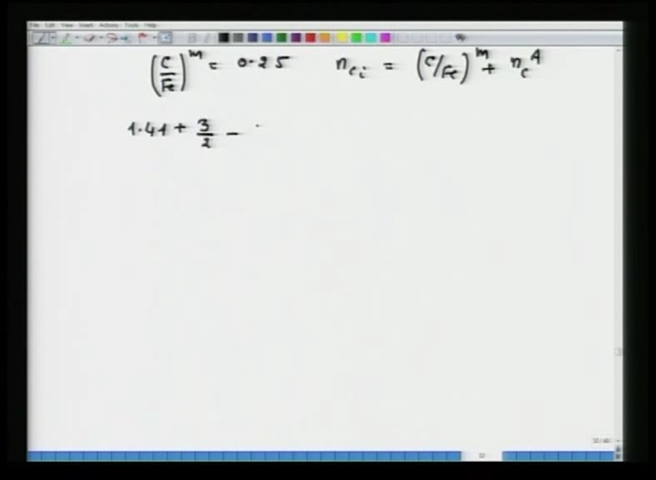 (C/Fe)^m = 0.25 n_ci = (C/Fe)^m + n_c^A
1.41 + 3/2 –